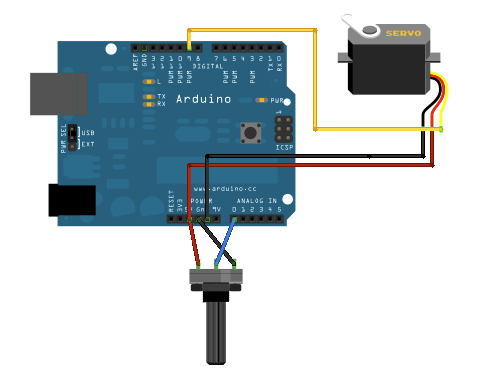 SERVO
AREF
GND
13
12
11
10
9
8
7
6
5
4
3
2
1
0
PWM
PWM
PWM
DIGITAL
PWM
PWM
PWM
TX
RX
L
TX
RX
Arduino
PWR
1
ICSP
PWR SEL
USB
EXT
www.arduino.cc
POWER
ANALOG IN
RESET
3V3
5V
Gnd
9V
0 1 2 3 4 5